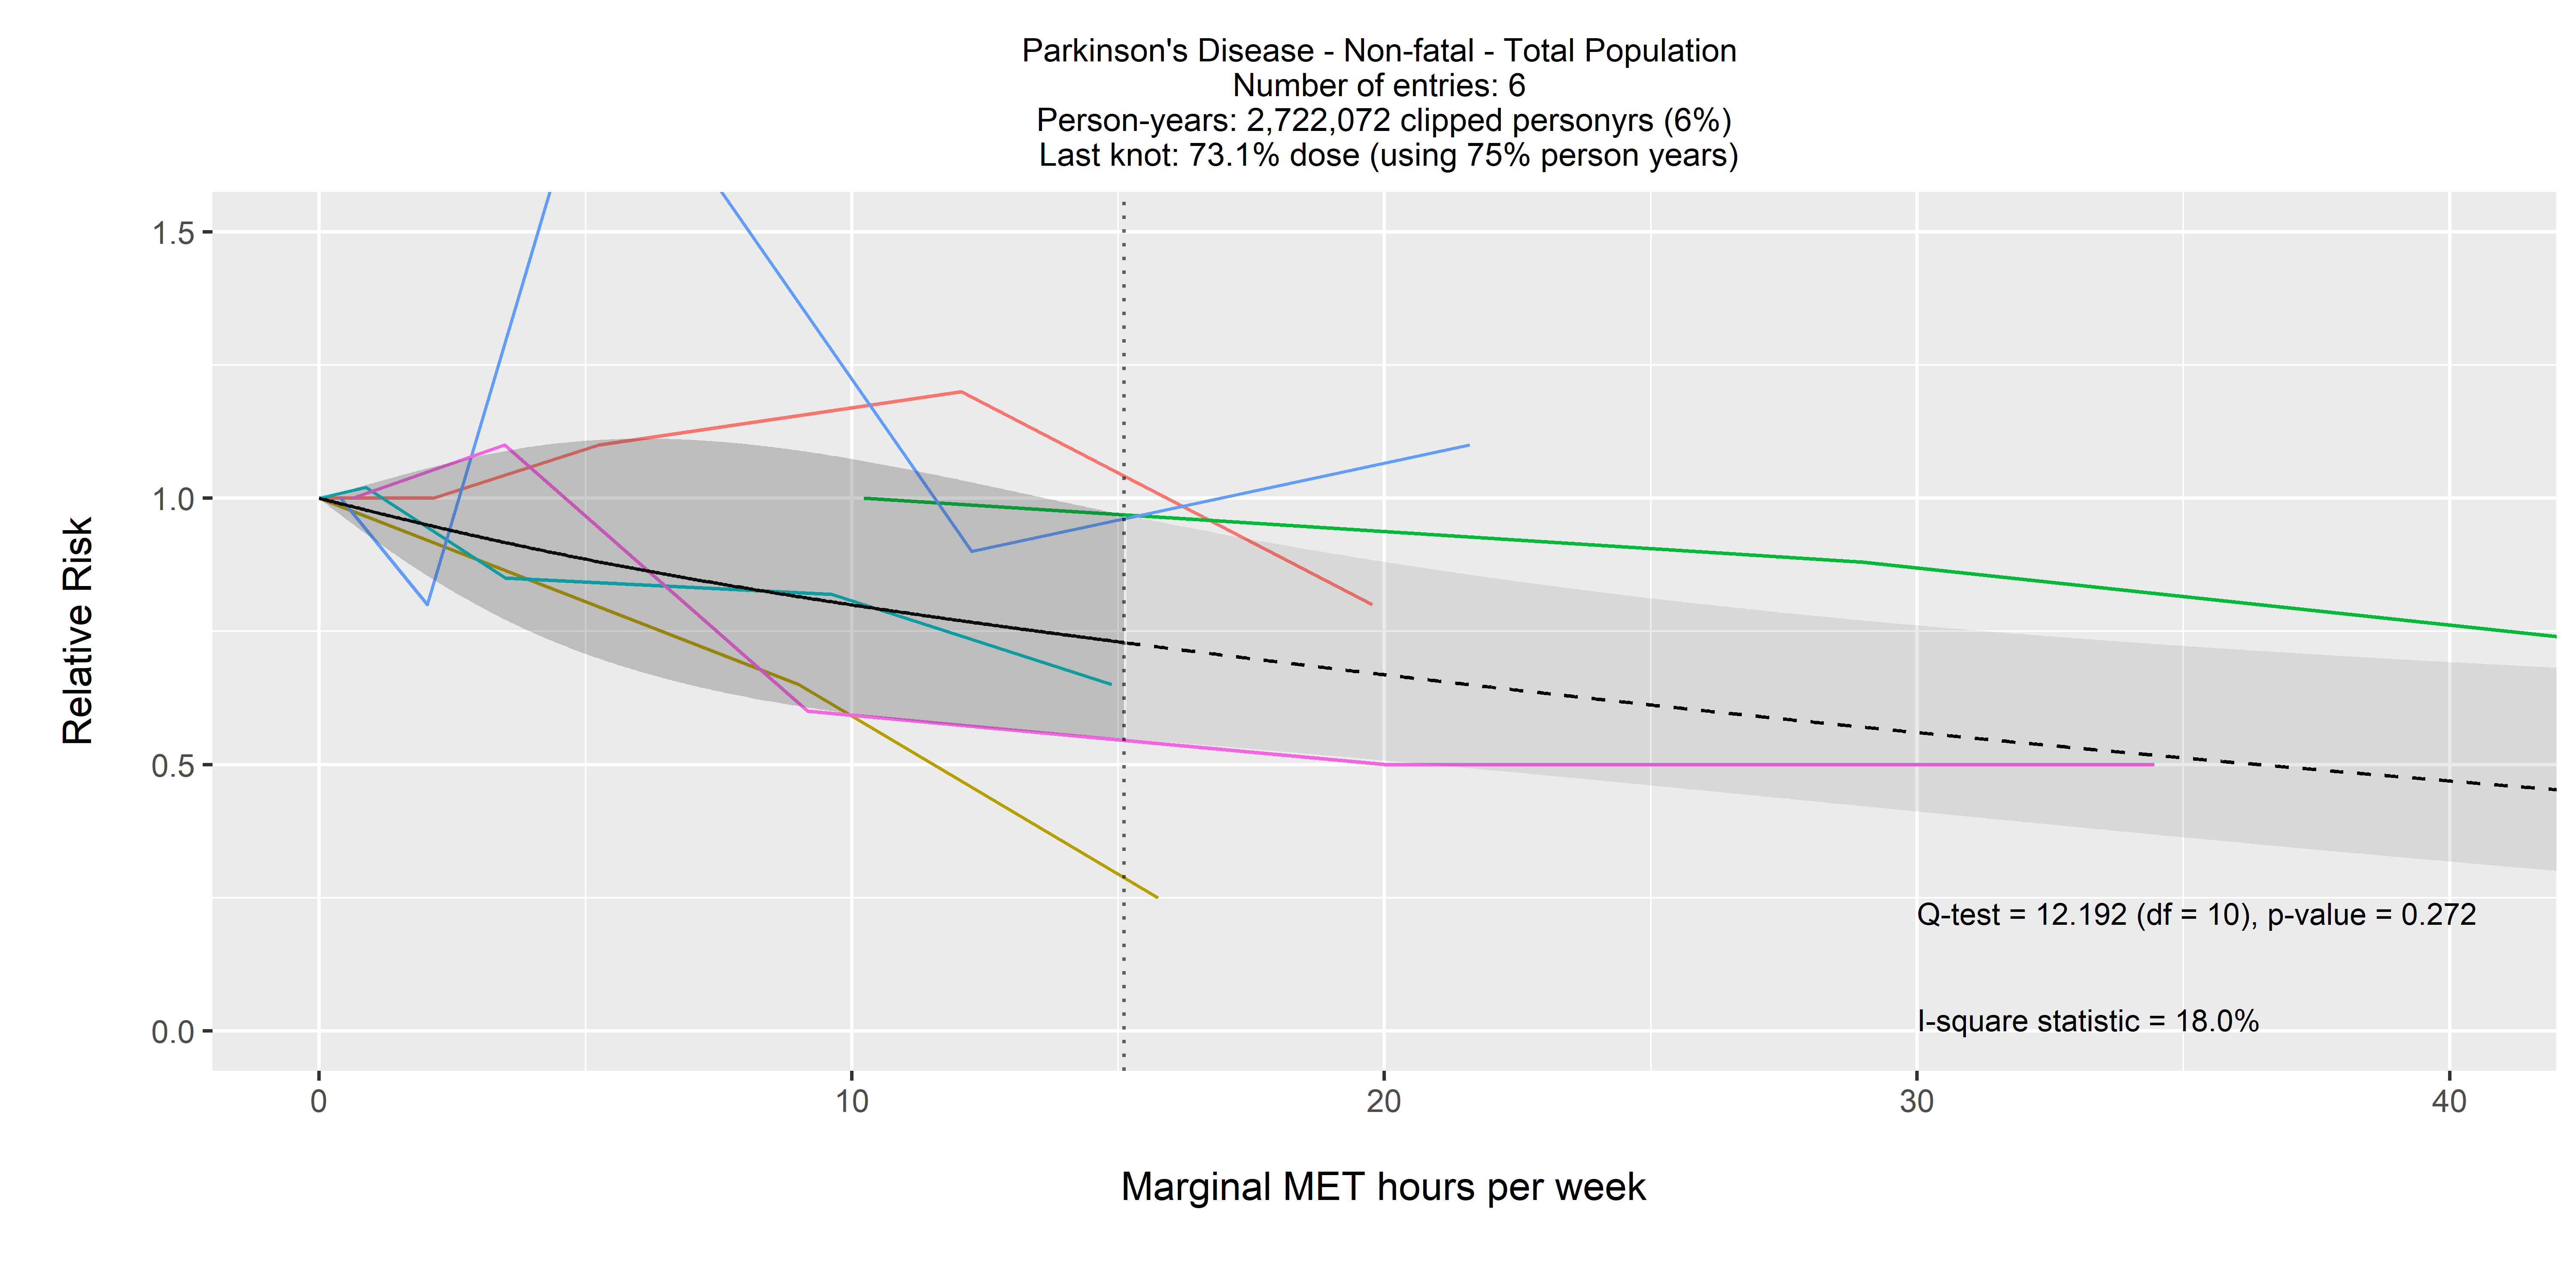 Parkinson's Disease - Non-fatal - Total Population
Number of entries: 6
Person-years: 2,722,072 clipped personyrs (6%)
Last knot: 73.1% dose (using 75% person years)
1.5
1.0
0.5
0.0
Relative Risk
Q-test = 12.192 (df = 10), p-value = 0.272
I-square statistic = 18.0%
0 10 20 30 40
Marginal MET hours per week